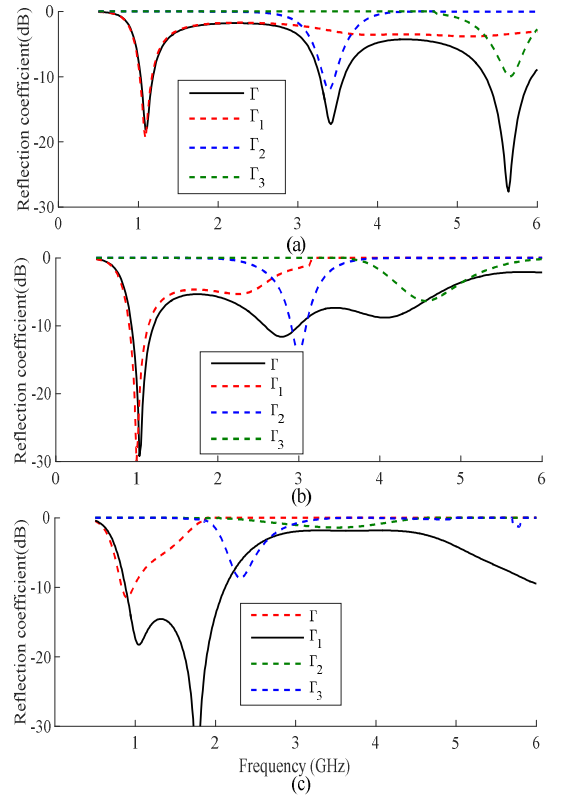 Reflection coefficient(dB)
0
-10
-20
-30
Γ
Γ1
Γ2
Γ3
0 1 2 3 4 5 6
(a)
Reflection coefficient(dB)
0
-10
-20
-30
Γ
Γ1
Γ2
Γ3
0 1 2 3 4 5 6
(b)
Reflection coefficient(dB)
0
-10
-20
-30
Γ
Γ1
Γ2
Γ3
1 2 3 4 5 6
Frequency (GHz)
(c)